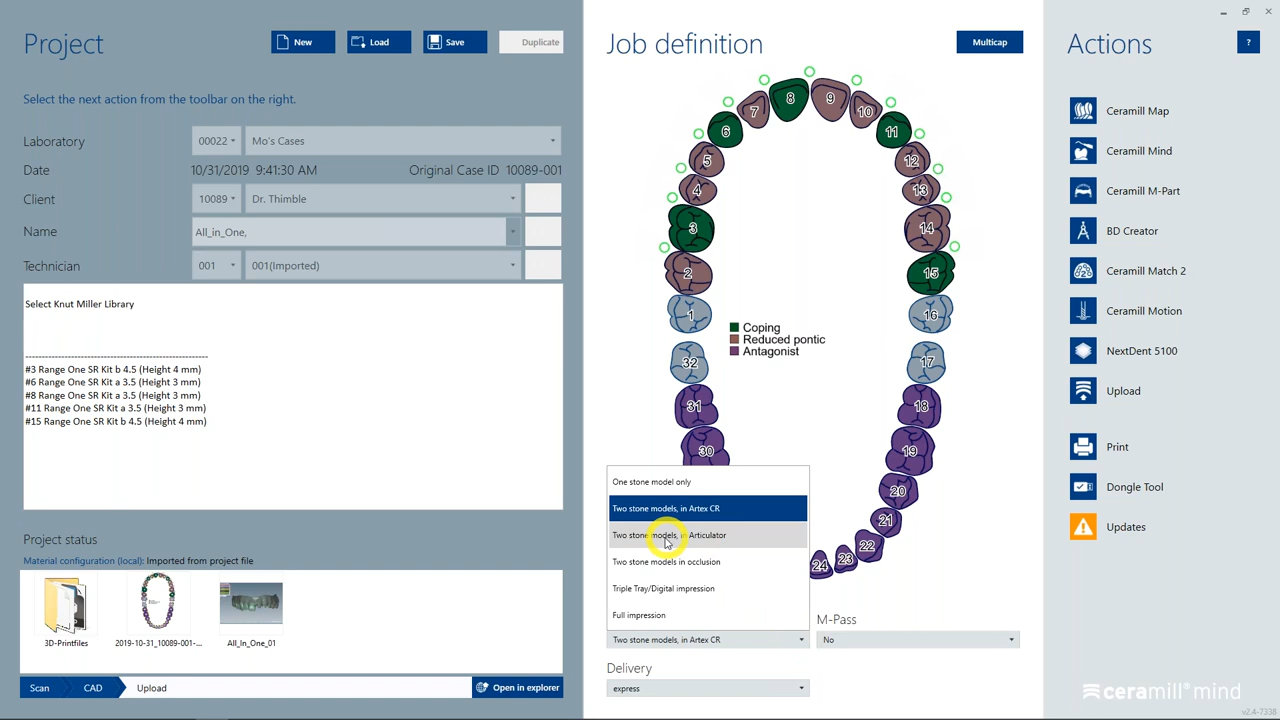 Project
New
Load
Save
Duplicate
Select the next action from the toolbar on the right.
Laboratory
00022
Mo's Cases
Date
10/31/2019 9:41:30 AM
Original Case ID 10089-001
Client
10089
Dr. Thimble
Name
All_in_One,
Technician
001
001(Imported)
Select Knut Miller Library
-------------------------------------------------------
#3 Range One SR Kit b 4.5 (Height 4 mm)
#6 Range One SR Kit a 3.5 (Height 3 mm)
#8 Range One SR Kit a 3.5 (Height 3 mm)
#11 Range One SR Kit a 3.5 (Height 3 mm)
#15 Range One SR Kit b 4.5 (Height 4 mm)
Project status
Material configuration (local): Imported from project file
3D-Printfiles
2019-10-31_10089-001-...
All_In_One_01
Scan
CAD
Upload
Open in explorer
Job definition
Multicap
8 9
7 10
6 11
5 12
4 13
3 14
2 15
1 16
Coping
Reduced pontic
Antagonist
32 17
31 18
30 19
20
21
22
24 23
One stone model only
Two stone models, in Artex CR
Two stone models, in Articulator
Two stone models in occlusion
Triple Tray/Digital impression
Full impression
Two stone models, in Artex CR
M-Pass
No
Delivery
express
Actions
?
Ceramill Map
Ceramill Mind
Ceramill M-Part
BD Creator
Ceramill Match 2
Ceramill Motion
NextDent 5100
Upload
Print
Dongle Tool
Updates
ceramill® mind
v2.4-7338